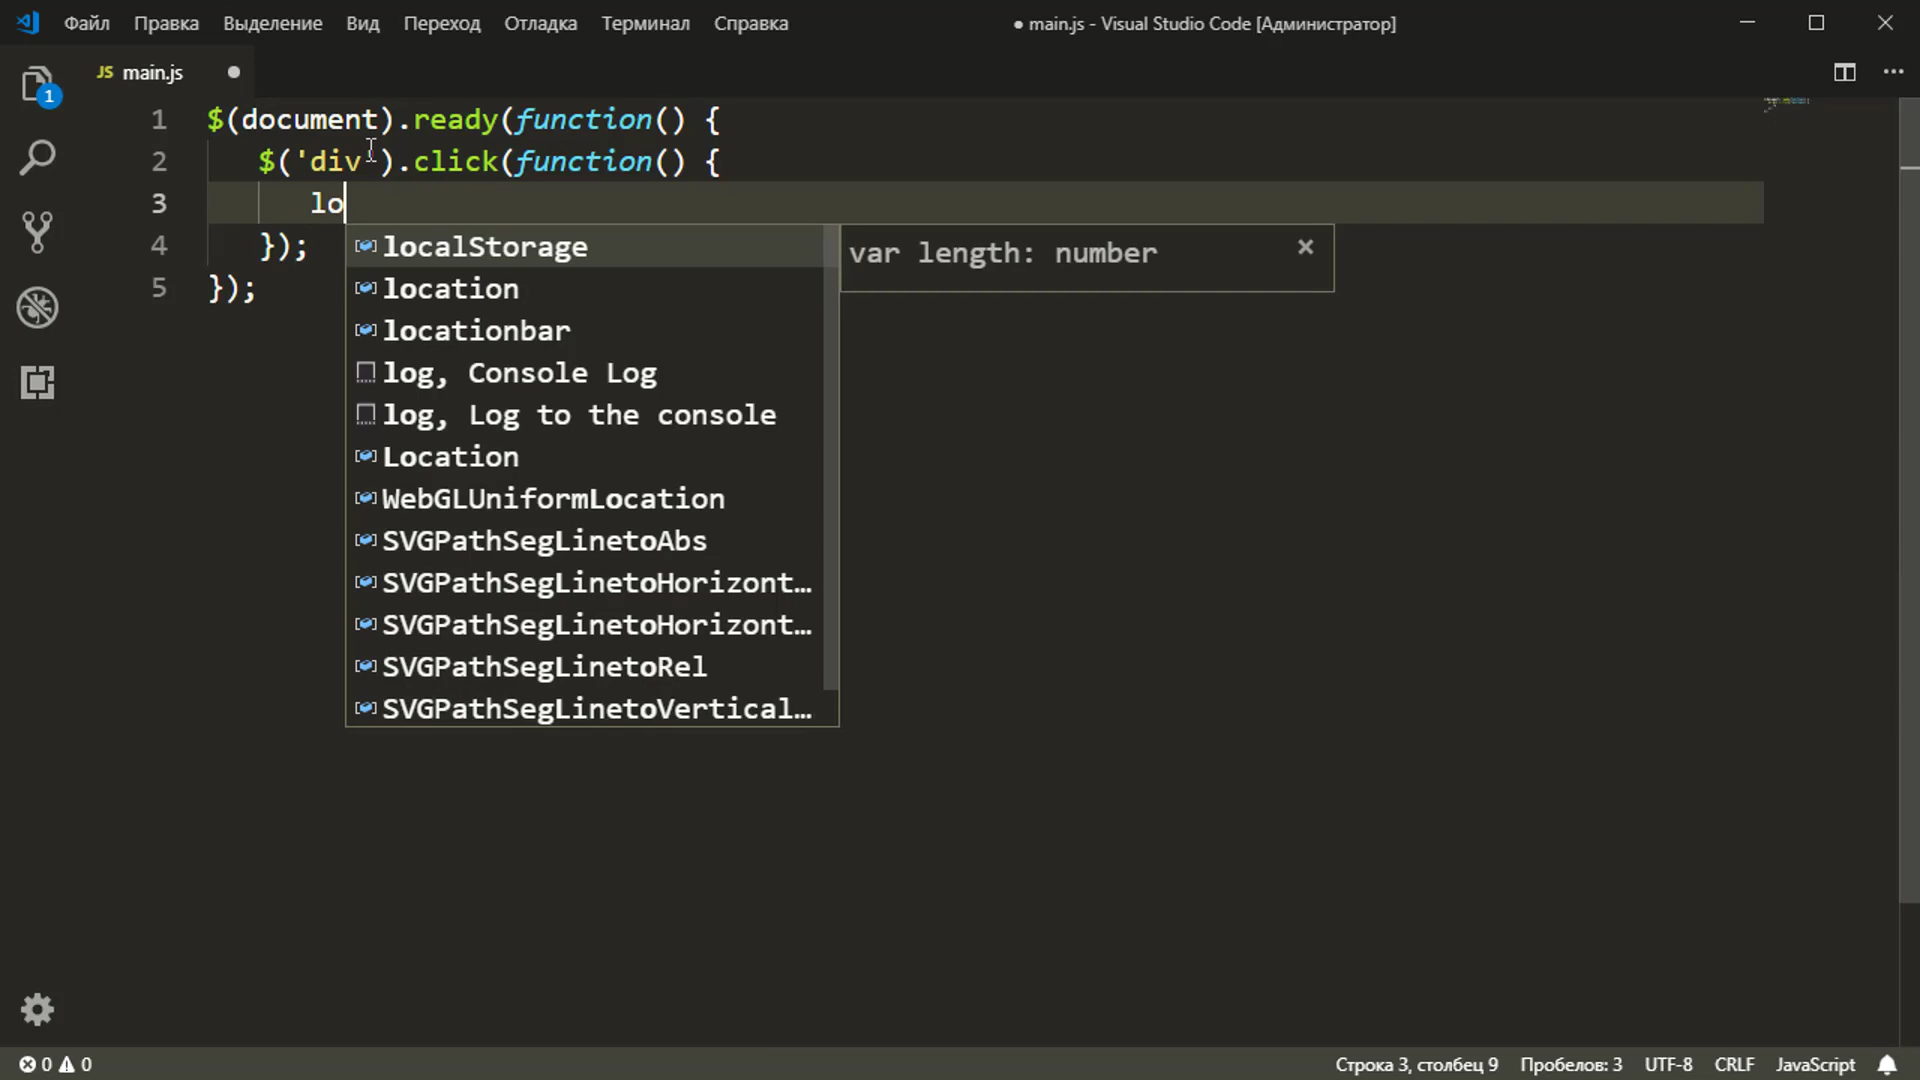 Файл Правка Выделение Вид Переход Отладка Терминал Справка ● main.js - Visual Studio Code [Администратор]
1 JS main.js
1 $(document).ready(function() {
2 $('div').click(function() {
3 lo
4 });
5 });
localStorage
location
locationbar
log, Console Log
log, Log to the console
Location
WebGLUniformLocation
SVGPathSegLinetoAbs
SVGPathSegLinetoHorizont…
SVGPathSegLinetoHorizont…
SVGPathSegLinetoRel
SVGPathSegLinetoVertical…
var length: number
0 0 Строка 3, столбец 9 Пробелов: 3 UTF-8 CRLF JavaScript